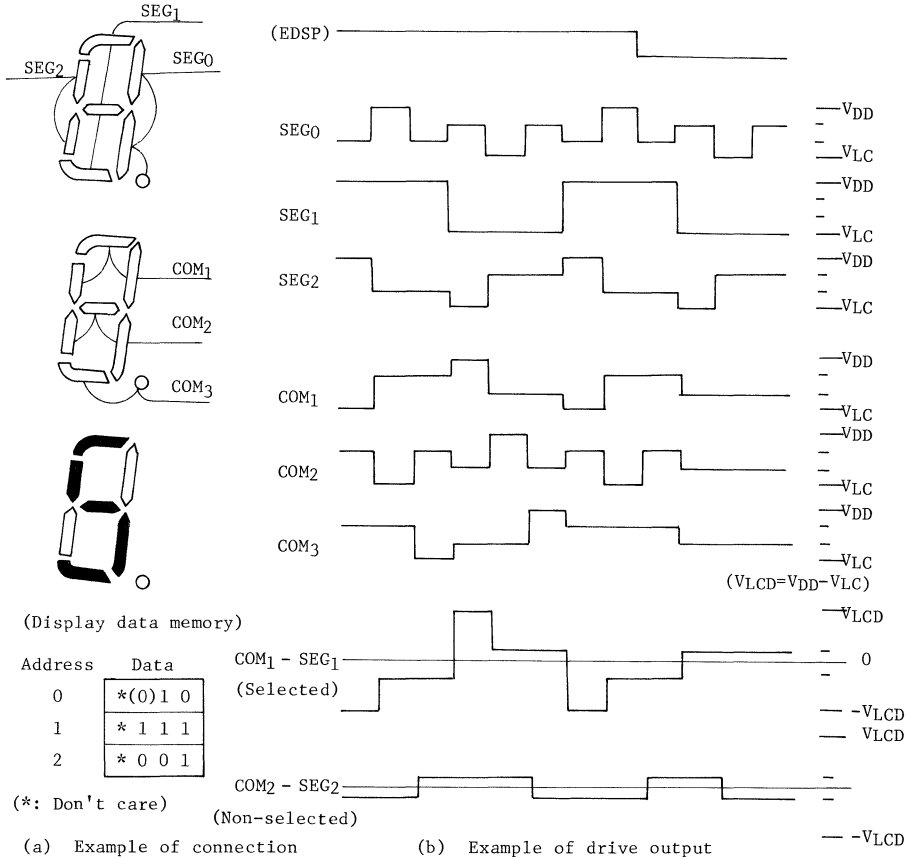 SEG1
SEG0
SEG2
COM1
COM2
COM3
(Display data memory)
Address Data
0 *(0)1 0
1 * 1 1 1
2 * 0 0 1
(*: Don't care)
(a) Example of connection
(EDSP)
SEG0 VDD
VLC
SEG1 VDD
VLC
SEG2 VDD
VLC
COM1 VDD
VLC
COM2 VDD
VLC
COM3 VDD
VLC
(VLCD=VDD-VLC)
VLCD
COM1 - SEG1 0
(Selected)
-VLCD
VLCD
COM2 - SEG2
(Non-selected)
-VLCD
(b) Example of drive output